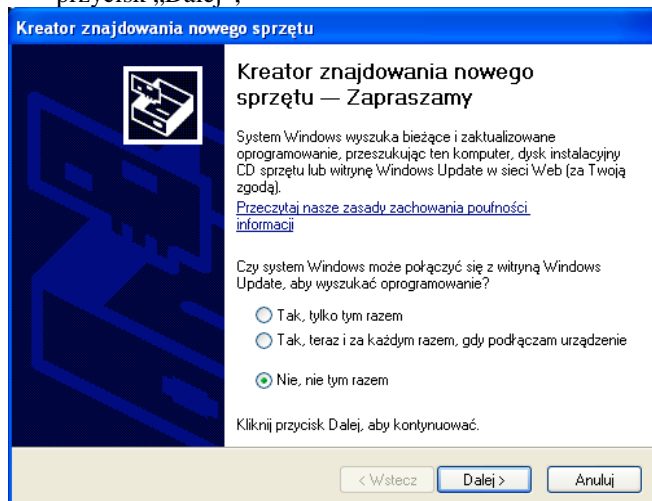 przycisk „Dalej”,
Kreator znajdowania nowego sprzętu
Kreator znajdowania nowego
sprzętu — Zapraszamy
System Windows wyszuka bieżące i zaktualizowane
oprogramowanie, przeszukując ten komputer, dysk instalacyjny
CD sprzętu lub witrynę Windows Update w sieci Web (za Twoją
zgodą).
Przeczytaj nasze zasady zachowania poufności
informacji
Czy system Windows może połączyć się z witryną Windows
Update, aby wyszukać oprogramowanie?
Tak, tylko tym razem
Tak, teraz i za każdym razem, gdy podłączam urządzenie
Nie, nie tym razem
Kliknij przycisk Dalej, aby kontynuować.
< Wstecz Dalej > Anuluj